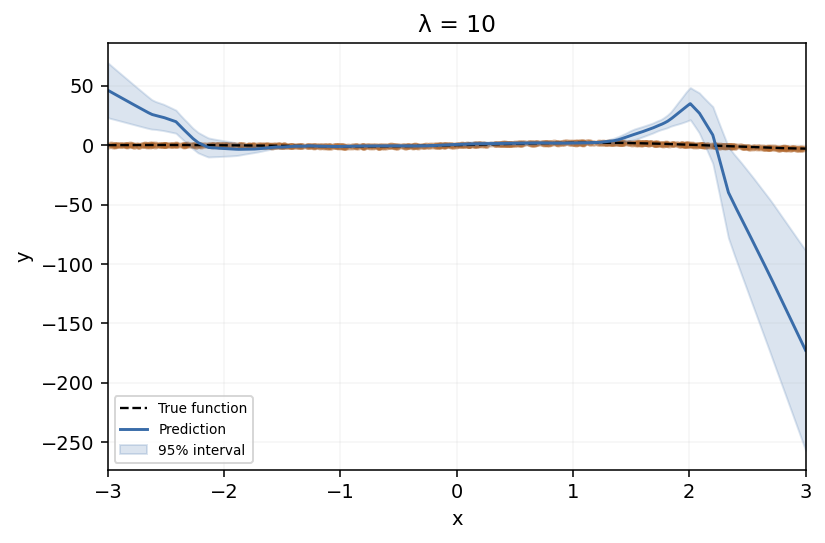 λ = 10
y
50
0
−50
−100
−150
−200
−250
True function
Prediction
95% interval
−3
−2
−1
0
1
2
3
x